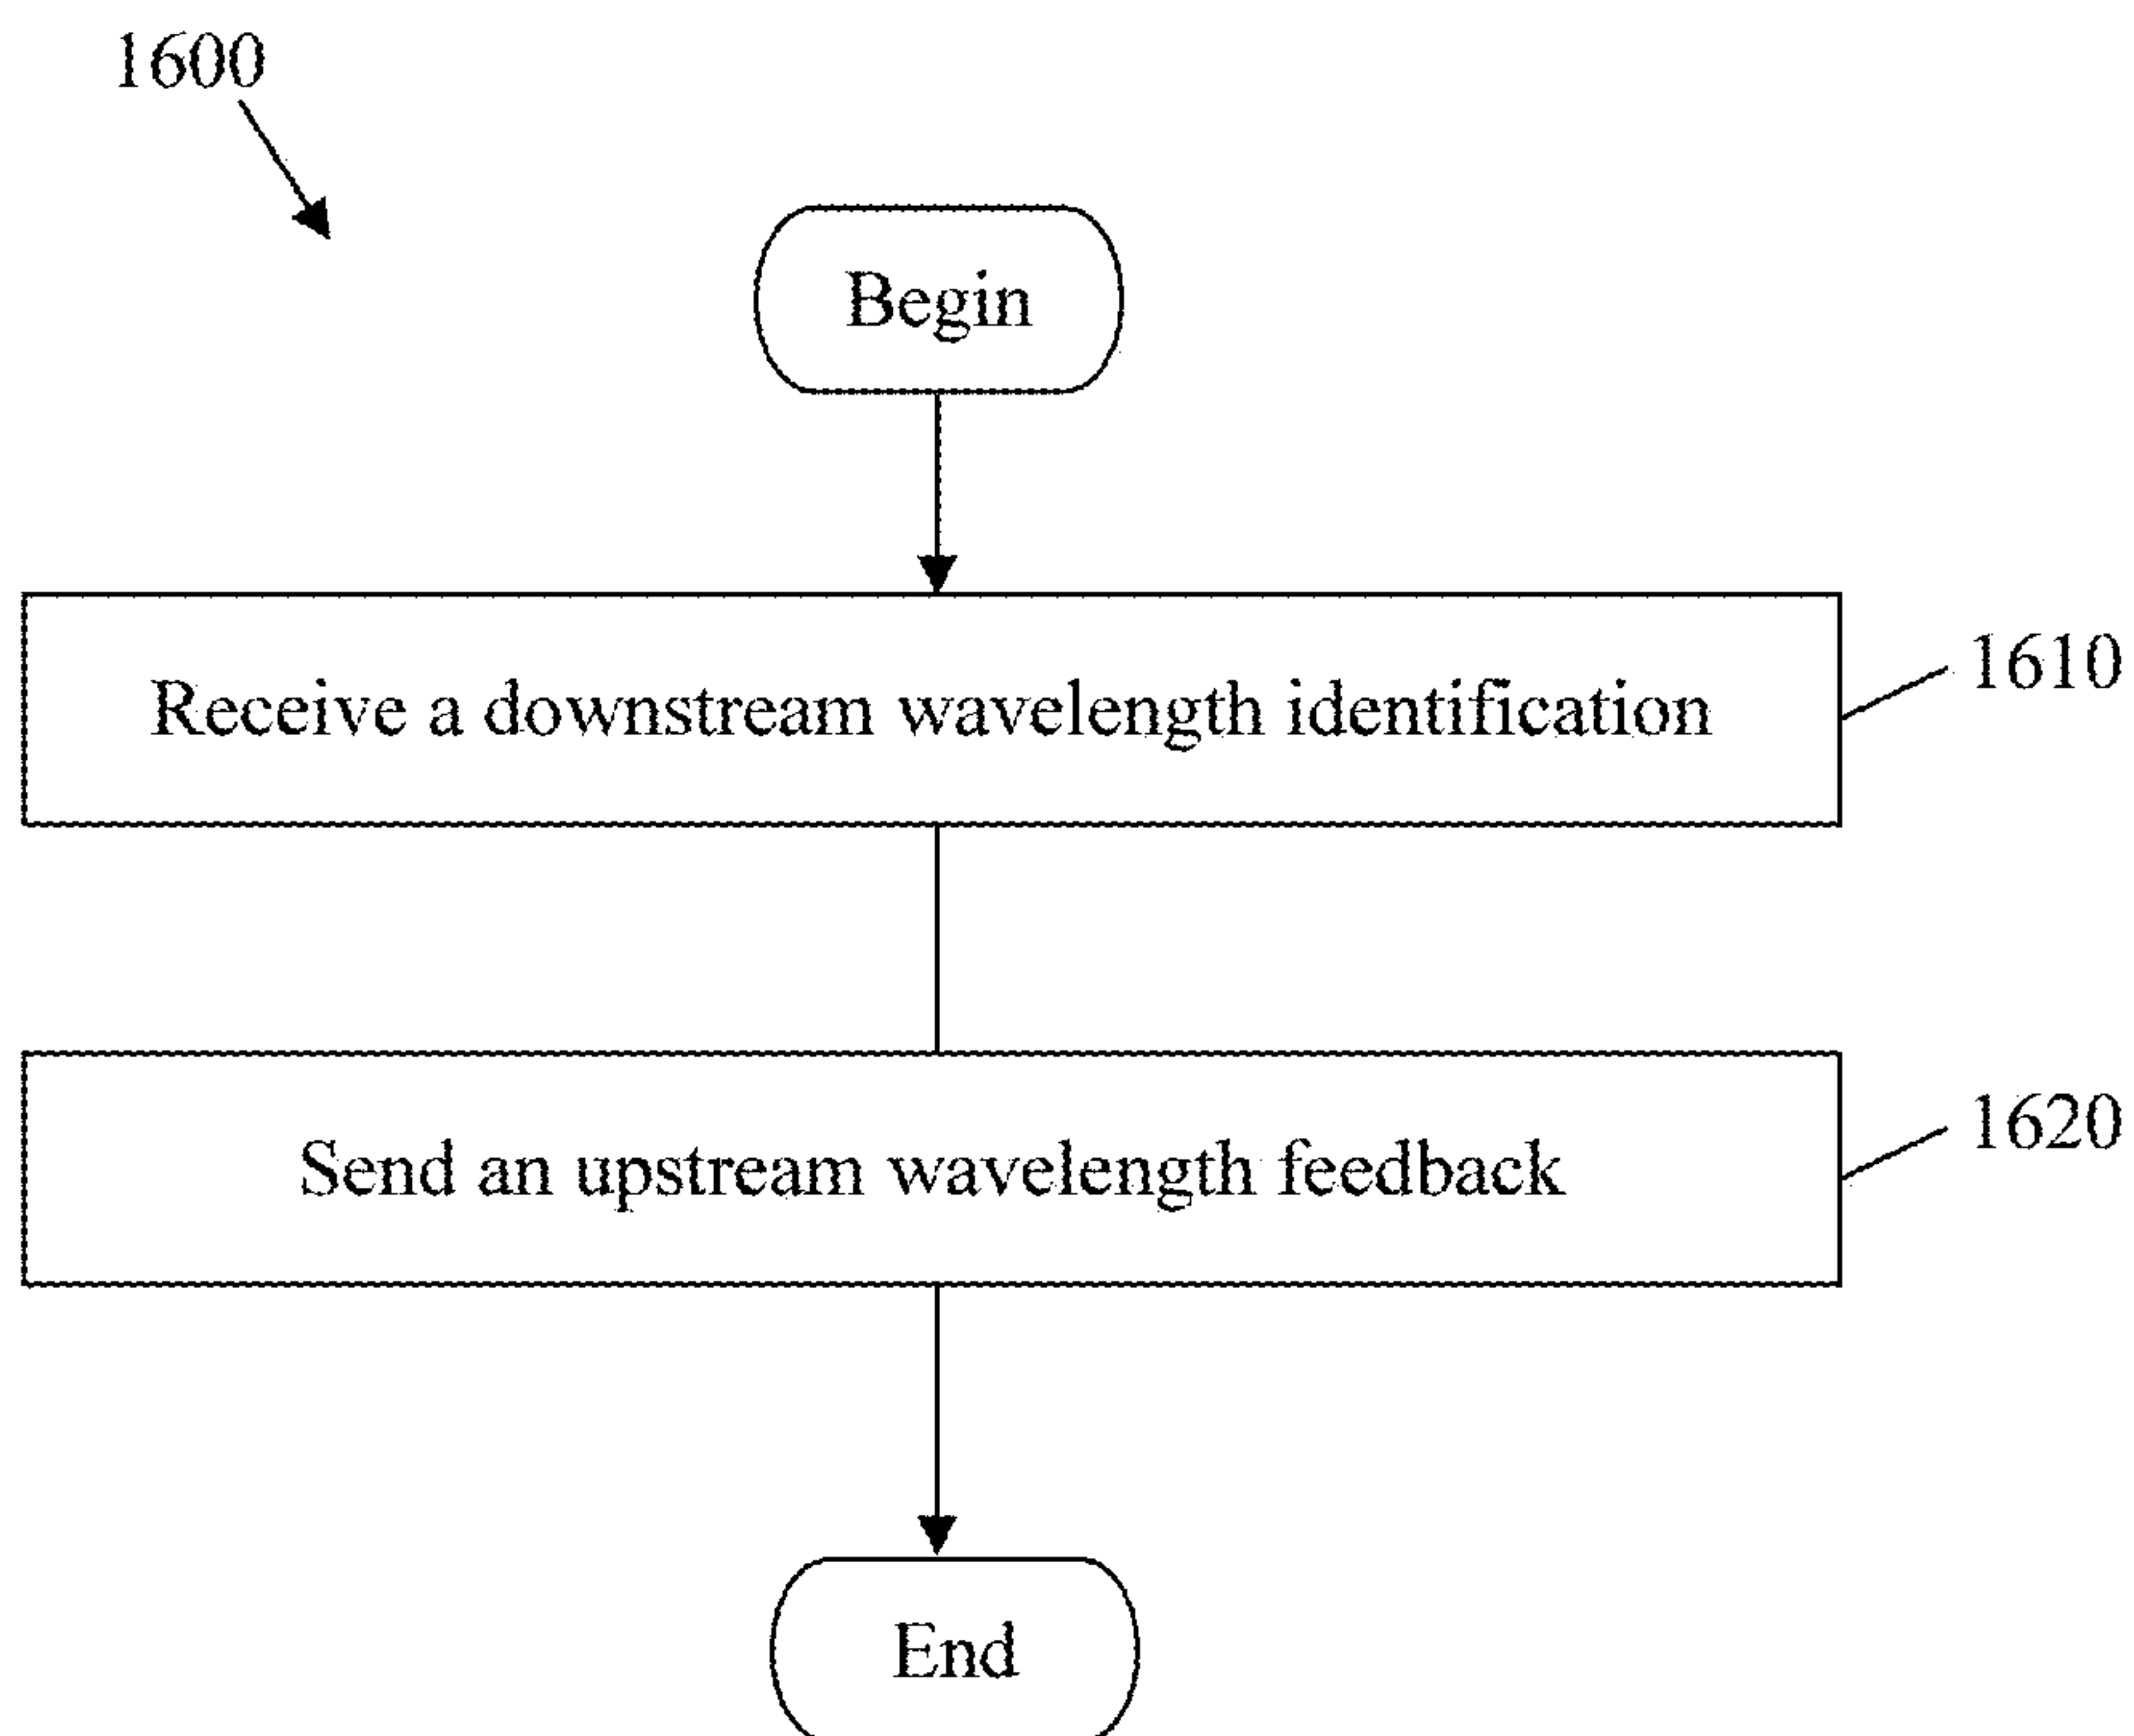 1600
Begin
Receive a downstream wavelength identification
1610
Send an upstream wavelength feedback
1620
End